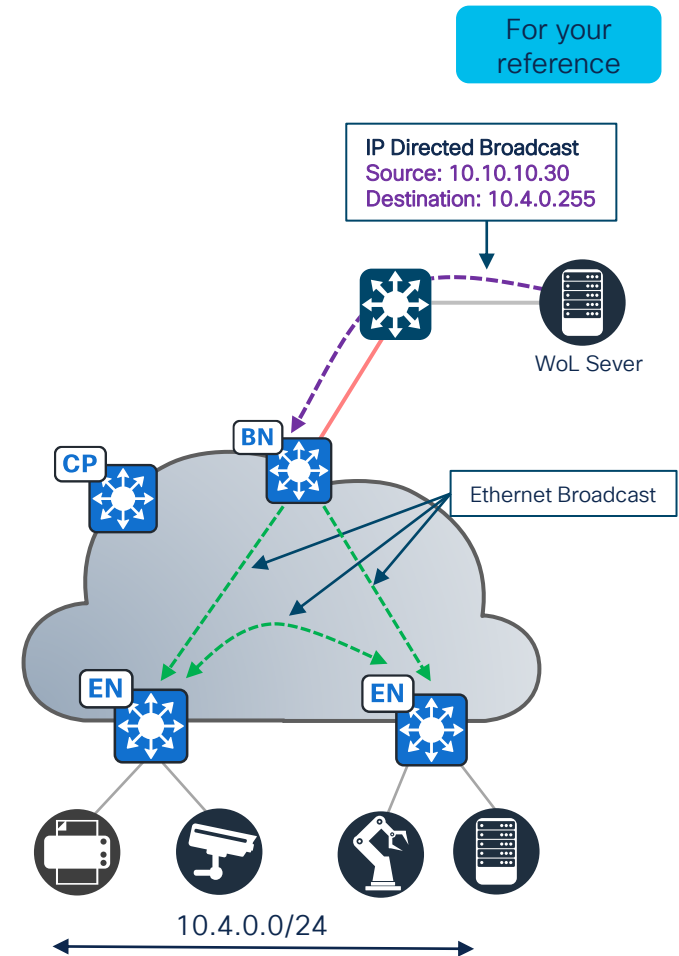 For your
reference
IP Directed Broadcast
Source: 10.10.10.30
Destination: 10.4.0.255
WoL Sever
BN
CP
Ethernet Broadcast
EN
EN
10.4.0.0/24